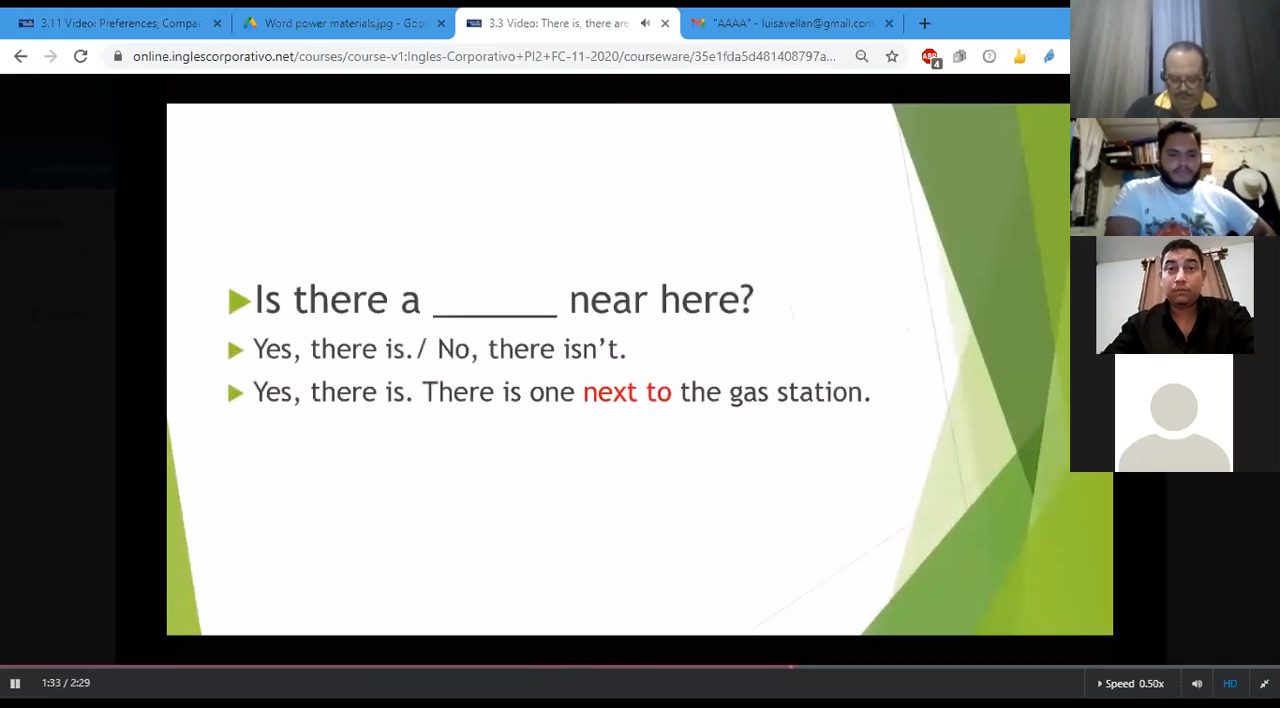 3.11 Video: Preferences; Compar
Word power materials.jpg - Goo
3.3 Video: There is, there are
"AAAA" - luisavellan@gmail.com
online.inglescorporativo.net/courses/course-v1:Ingles-Corporativo+PI2+FC-11-2020/courseware/35e1fda5d481408797a...
ABP
4
Is there a _______ near here?
Yes, there is./ No, there isn't.
Yes, there is. There is one next to the gas station.
1:33 / 2:29
Speed 0.50x
HD